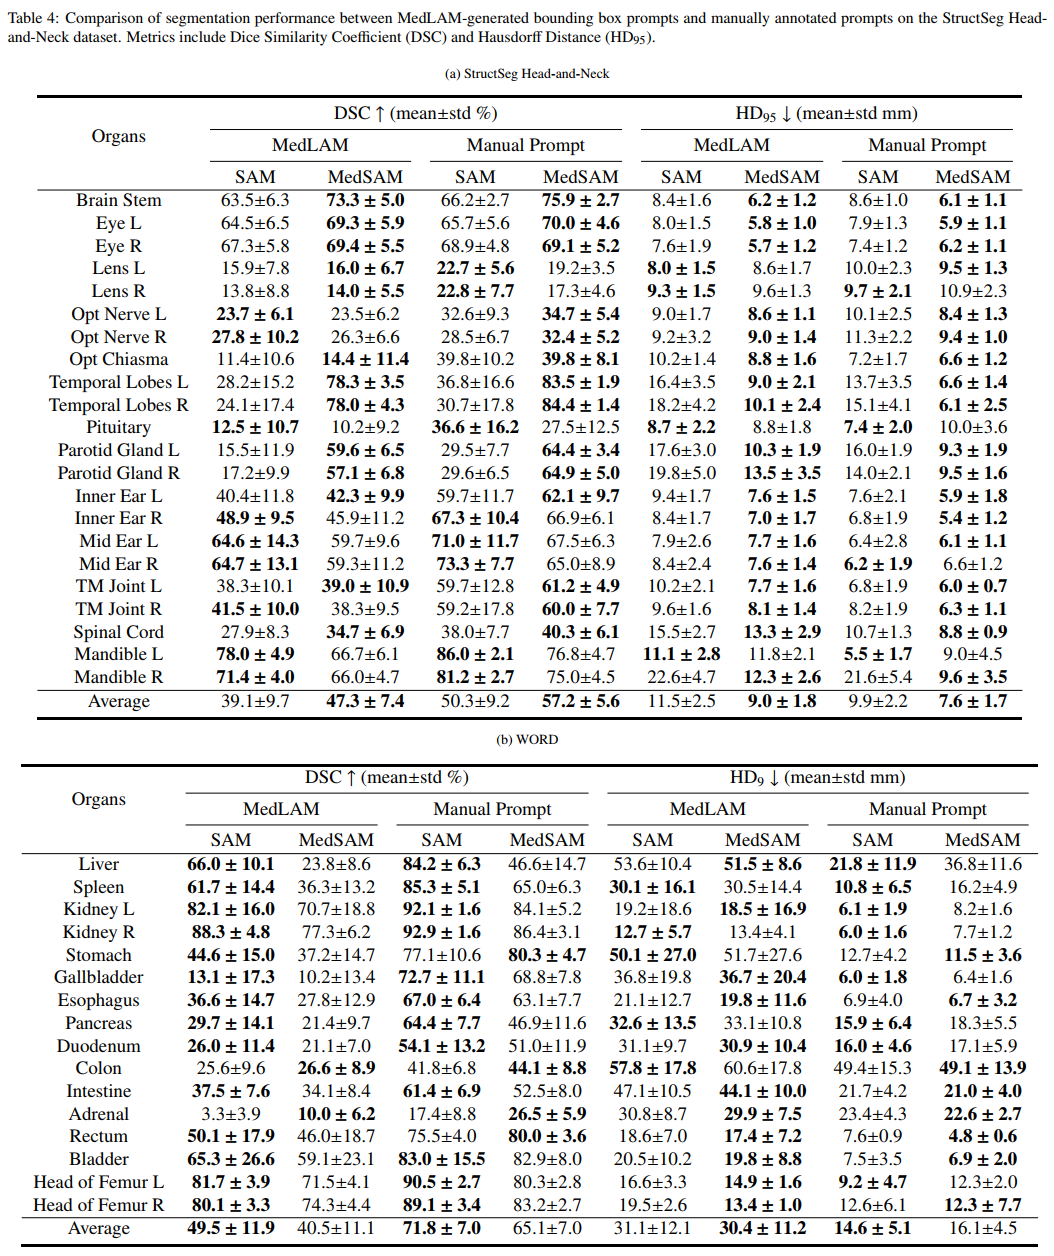 Table 4: Comparison of segmentation performance between MedLAM-generated bounding box prompts and manually annotated prompts on the StructSeg Head-
and-Neck dataset. Metrics include Dice Similarity Coefficient (DSC) and Hausdorff Distance (HD95).
(a) StructSeg Head-and-Neck
Organs DSC ↑ (mean±std %) HD95 ↓ (mean±std mm)
MedLAM Manual Prompt MedLAM Manual Prompt
SAM MedSAM SAM MedSAM SAM MedSAM SAM MedSAM
Brain Stem 63.5±6.3 73.3 ± 5.0 66.2±2.7 75.9 ± 2.7 8.4±1.6 6.2 ± 1.2 8.6±1.0 6.1 ± 1.1
Eye L 64.5±6.5 69.3 ± 5.9 65.7±5.6 70.0 ± 4.6 8.0±1.5 5.8 ± 1.0 7.9±1.3 5.9 ± 1.1
Eye R 67.3±5.8 69.4 ± 5.5 68.9±4.8 69.1 ± 5.2 7.6±1.9 5.7 ± 1.2 7.4±1.2 6.2 ± 1.1
Lens L 15.9±7.8 16.0 ± 6.7 22.7 ± 5.6 19.2±3.5 8.0 ± 1.5 8.6±1.7 10.0±2.3 9.5 ± 1.3
Lens R 13.8±8.8 14.0 ± 5.5 22.8 ± 7.7 17.3±4.6 9.3 ± 1.5 9.6±1.3 9.7 ± 2.1 10.9±2.3
Opt Nerve L 23.7 ± 6.1 23.5±6.2 32.6±9.3 34.7 ± 5.4 9.0±1.7 8.6 ± 1.1 10.1±2.5 8.4 ± 1.3
Opt Nerve R 27.8 ± 10.2 26.3±6.6 28.5±6.7 32.4 ± 5.2 9.2±3.2 9.0 ± 1.4 11.3±2.2 9.4 ± 1.0
Opt Chiasma 11.4±10.6 14.4 ± 11.4 39.8±10.2 39.8 ± 8.1 10.2±1.4 8.8 ± 1.6 7.2±1.7 6.6 ± 1.2
Temporal Lobes L 28.2±15.2 78.3 ± 3.5 36.8±16.6 83.5 ± 1.9 16.4±3.5 9.0 ± 2.1 13.7±3.5 6.6 ± 1.4
Temporal Lobes R 24.1±17.4 78.0 ± 4.3 30.7±17.8 84.4 ± 1.4 18.2±4.2 10.1 ± 2.4 15.1±4.1 6.1 ± 2.5
Pituitary 12.5 ± 10.7 10.2±9.2 36.6 ± 16.2 27.5±12.5 8.7 ± 2.2 8.8±1.8 7.4 ± 2.0 10.0±3.6
Parotid Gland L 15.5±11.9 59.6 ± 6.5 29.5±7.7 64.4 ± 3.4 17.6±3.0 10.3 ± 1.9 16.0±1.9 9.3 ± 1.9
Parotid Gland R 17.2±9.9 57.1 ± 6.8 29.6±6.5 64.9 ± 5.0 19.8±5.0 13.5 ± 3.5 14.0±2.1 9.5 ± 1.6
Inner Ear L 40.4±11.8 42.3 ± 9.9 59.7±11.7 62.1 ± 9.7 9.4±1.7 7.6 ± 1.5 7.6±2.1 5.9 ± 1.8
Inner Ear R 48.9 ± 9.5 45.9±11.2 67.3 ± 10.4 66.9±6.1 8.4±1.7 7.0 ± 1.7 6.8±1.9 5.4 ± 1.2
Mid Ear L 64.6 ± 14.3 59.7±9.6 71.0 ± 11.7 67.5±6.3 7.9±2.6 7.7 ± 1.6 6.4±2.8 6.1 ± 1.1
Mid Ear R 64.7 ± 13.1 59.3±11.2 73.3 ± 7.7 65.0±8.9 8.4±2.4 7.6 ± 1.4 6.2 ± 1.9 6.6±1.2
TM Joint L 38.3±10.1 39.0 ± 10.9 59.7±12.8 61.2 ± 4.9 10.2±2.1 7.7 ± 1.6 6.8±1.9 6.0 ± 0.7
TM Joint R 41.5 ± 10.0 38.3±9.5 59.2±17.8 60.0 ± 7.7 9.6±1.6 8.1 ± 1.4 8.2±1.9 6.3 ± 1.1
Spinal Cord 27.9±8.3 34.7 ± 6.9 38.0±7.7 40.3 ± 6.1 15.5±2.7 13.3 ± 2.9 10.7±1.3 8.8 ± 0.9
Mandible L 78.0 ± 4.9 66.7±6.1 86.0 ± 2.1 76.8±4.7 11.1 ± 2.8 11.8±2.1 5.5 ± 1.7 9.0±4.5
Mandible R 71.4 ± 4.0 66.0±4.7 81.2 ± 2.7 75.0±4.5 22.6±4.7 12.3 ± 2.6 21.6±5.4 9.6 ± 3.5
Average 39.1±9.7 47.3 ± 7.4 50.3±9.2 57.2 ± 5.6 11.5±2.5 9.0 ± 1.8 9.9±2.2 7.6 ± 1.7
(b) WORD
Organs DSC ↑ (mean±std %) HD9 ↓ (mean±std mm)
MedLAM Manual Prompt MedLAM Manual Prompt
SAM MedSAM SAM MedSAM SAM MedSAM SAM MedSAM
Liver 66.0 ± 10.1 23.8±8.6 84.2 ± 6.3 46.6±14.7 53.6±10.4 51.5 ± 8.6 21.8 ± 11.9 36.8±11.6
Spleen 61.7 ± 14.4 36.3±13.2 85.3 ± 5.1 65.0±6.3 30.1 ± 16.1 30.5±14.4 10.8 ± 6.5 16.2±4.9
Kidney L 82.1 ± 16.0 70.7±18.8 92.1 ± 1.6 84.1±5.2 19.2±18.6 18.5 ± 16.9 6.1 ± 1.9 8.2±1.6
Kidney R 88.3 ± 4.8 77.3±6.2 92.9 ± 1.6 86.4±3.1 12.7 ± 5.7 13.4±4.1 6.0 ± 1.6 7.7±1.2
Stomach 44.6 ± 15.0 37.2±14.7 77.1±10.6 80.3 ± 4.7 50.1 ± 27.0 51.7±27.6 12.7±4.2 11.5 ± 3.6
Gallbladder 13.1 ± 17.3 10.2±13.4 72.7 ± 11.1 68.8±7.8 36.8±19.8 36.7 ± 20.4 6.0 ± 1.8 6.4±1.6
Esophagus 36.6 ± 14.7 27.8±12.9 67.0 ± 6.4 63.1±7.7 21.1±12.7 19.8 ± 11.6 6.9±4.0 6.7 ± 3.2
Pancreas 29.7 ± 14.1 21.4±9.7 64.4 ± 7.7 46.9±11.6 32.6 ± 13.5 33.1±10.8 15.9 ± 6.4 18.3±5.5
Duodenum 26.0 ± 11.4 21.1±7.0 54.1 ± 13.2 51.0±11.9 31.1±9.7 30.9 ± 10.4 16.0 ± 4.6 17.1±5.9
Colon 25.6±9.6 26.6 ± 8.9 41.8±6.8 44.1 ± 8.8 57.8 ± 17.8 60.6±17.8 49.4±15.3 49.1 ± 13.9
Intestine 37.5 ± 7.6 34.1±8.4 61.4 ± 6.9 52.5±8.0 47.1±10.5 44.1 ± 10.0 21.7±4.2 21.0 ± 4.0
Adrenal 3.3±3.9 10.0 ± 6.2 17.4±8.8 26.5 ± 5.9 30.8±8.7 29.9 ± 7.5 23.4±4.3 22.6 ± 2.7
Rectum 50.1 ± 17.9 46.0±18.7 75.5±4.0 80.0 ± 3.6 18.6±7.0 17.4 ± 7.2 7.6±0.9 4.8 ± 0.6
Bladder 65.3 ± 26.6 59.1±23.1 83.0 ± 15.5 82.9±8.0 20.5±10.2 19.8 ± 8.8 7.5±3.5 6.9 ± 2.0
Head of Femur L 81.7 ± 3.9 71.5±4.1 90.5 ± 2.7 80.3±2.8 16.6±3.3 14.9 ± 1.6 9.2 ± 4.7 12.3±2.0
Head of Femur R 80.1 ± 3.3 74.3±4.4 89.1 ± 3.4 83.2±2.7 19.5±2.6 13.4 ± 1.0 12.6±6.1 12.3 ± 7.7
Average 49.5 ± 11.9 40.5±11.1 71.8 ± 7.0 65.1±7.0 31.1±12.1 30.4 ± 11.2 14.6 ± 5.1 16.1±4.5